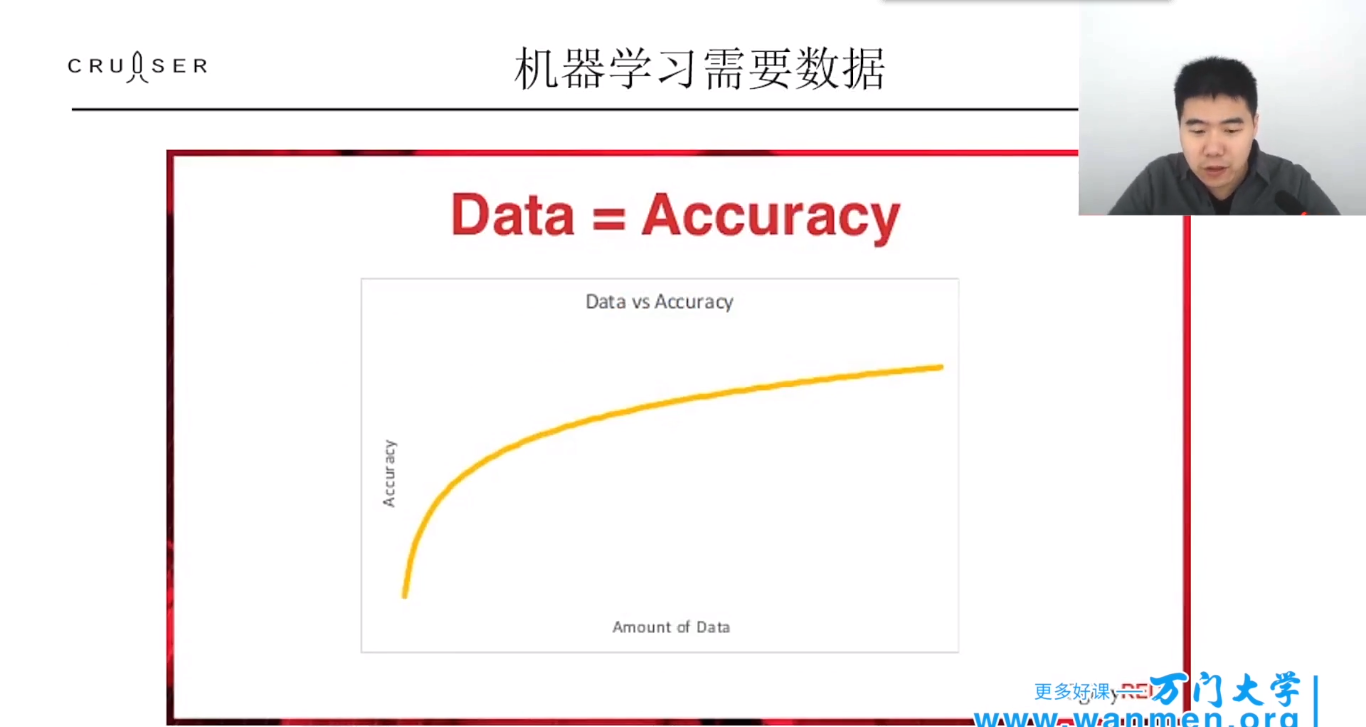 CRUISER
机器学习需要数据
Data = Accuracy
Data vs Accuracy
Accuracy
Amount of Data
更多好课——万门大学
www.wanmen.org